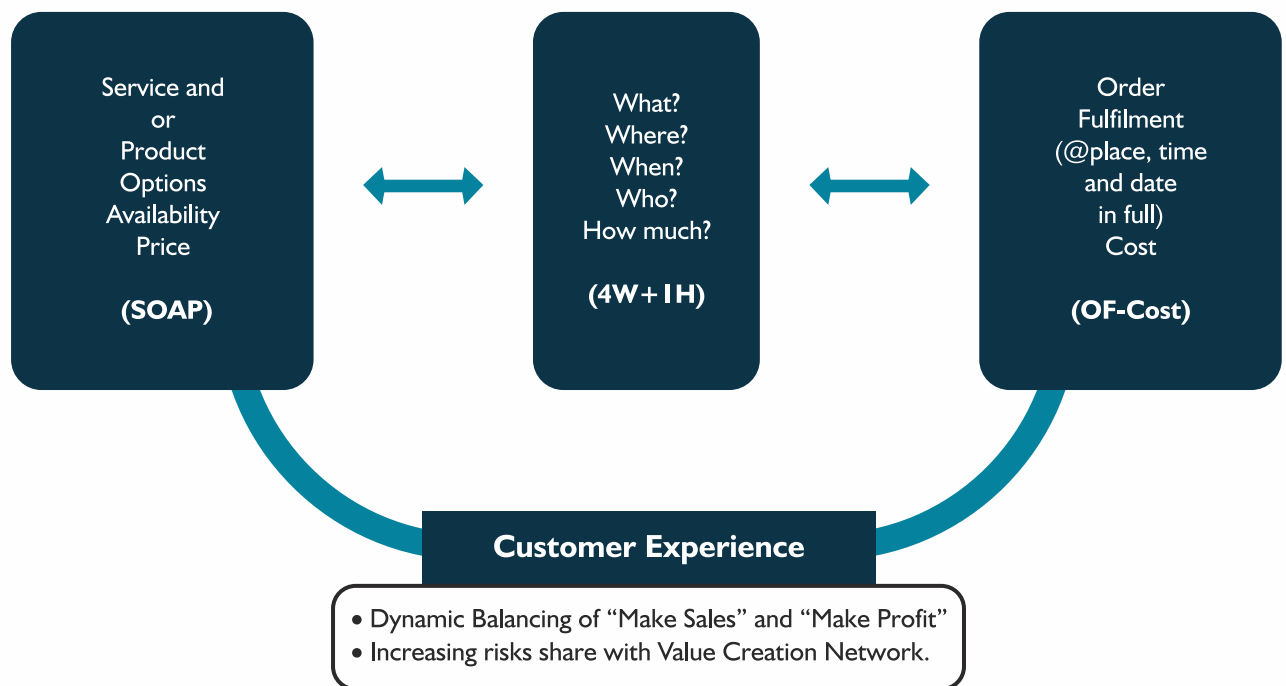 Service and
or
Product
Options
Availability
Price
(SOAP)
What?
Where?
When?
Who?
How much?
(4W+1H)
Order
Fulfilment
(@place, time
and date
in full)
Cost
(OF-Cost)
Customer Experience
• Dynamic Balancing of “Make Sales” and “Make Profit”
• Increasing risks share with Value Creation Network.